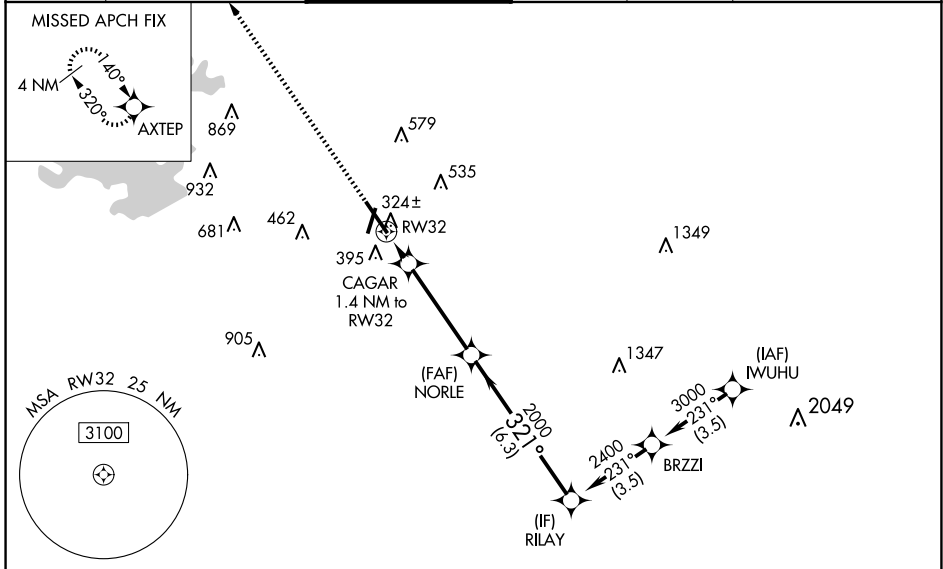 MISSED APCH FIX
4 NM
140°
320°
AXTEP
869
579
932
535
324±
681
462
RW32
395
1349
CAGAR
1.4 NM to
RW32
905
1347
(IAF)
IWUHU
(FAF)
NORLE
3000
231°
(3.5)
2049
MSA RW32 25 NM
3100
2000
321°
(6.3)
2400
231°
(3.5)
BRZZI
(IF)
RILAY